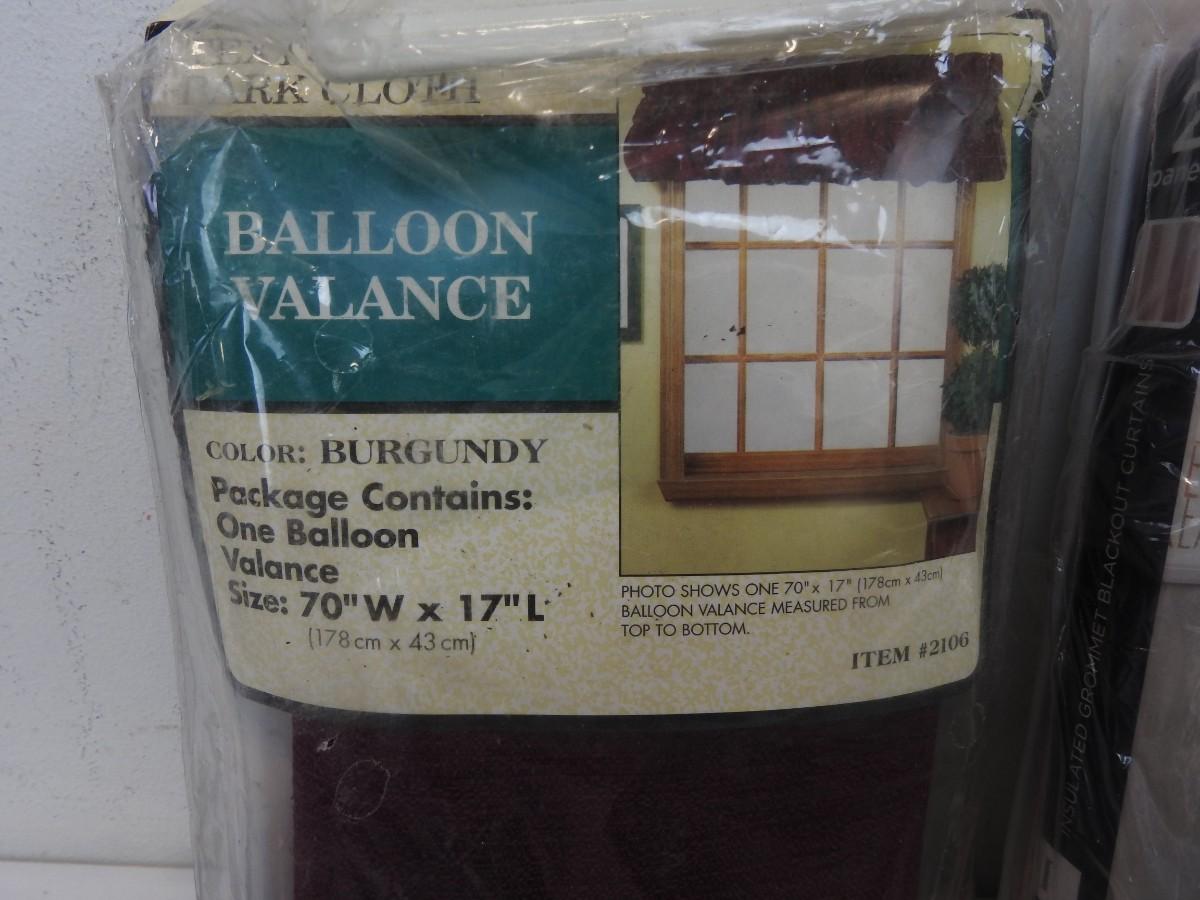 CLOTH
BALLOON
VALANCE
COLOR: BURGUNDY
Package Contains:
One Balloon
Valance
Size: 70" W x 17" L
(178 cm x 43 cm)
PHOTO SHOWS ONE 70" x 17" (178cm x 43cm)
BALLOON VALANCE MEASURED FROM
TOP TO BOTTOM.
ITEM #2106
INSULATED GROMMET BLACKOUT CURTAINS